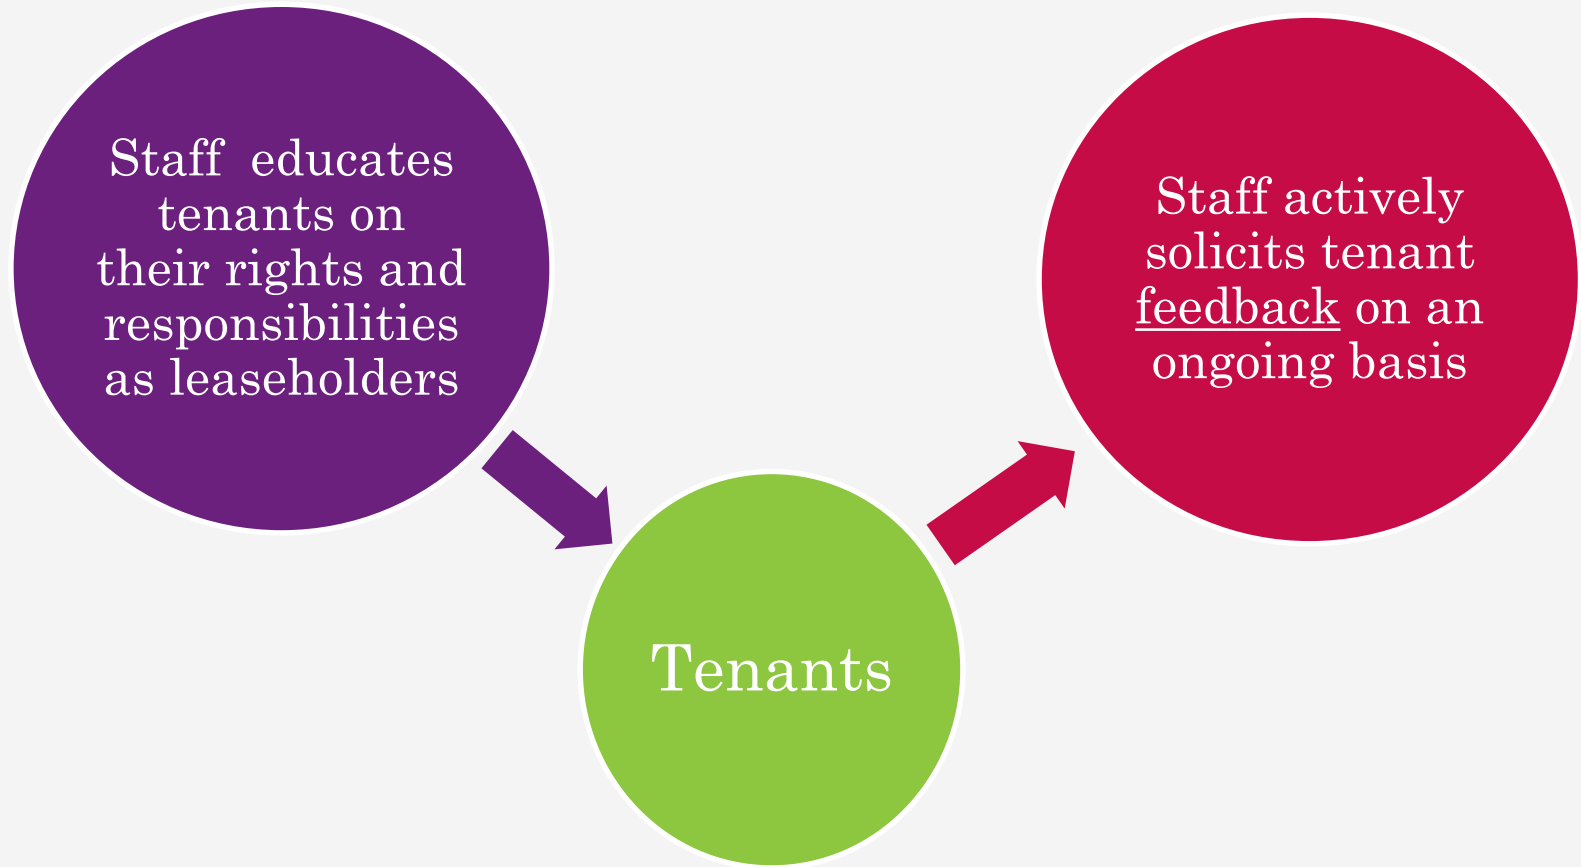 Staff educates
tenants on
their rights and
responsibilities
as leaseholders
Tenants
Staff actively
solicits tenant
feedback on an
ongoing basis